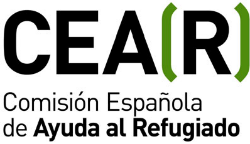 CEA(R)
Comisión Española
de Ayuda al Refugiado